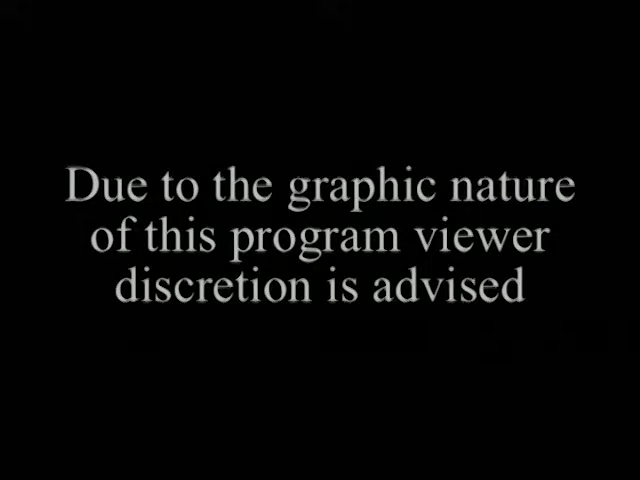 Due to the graphic nature
of this program viewer
discretion is advised